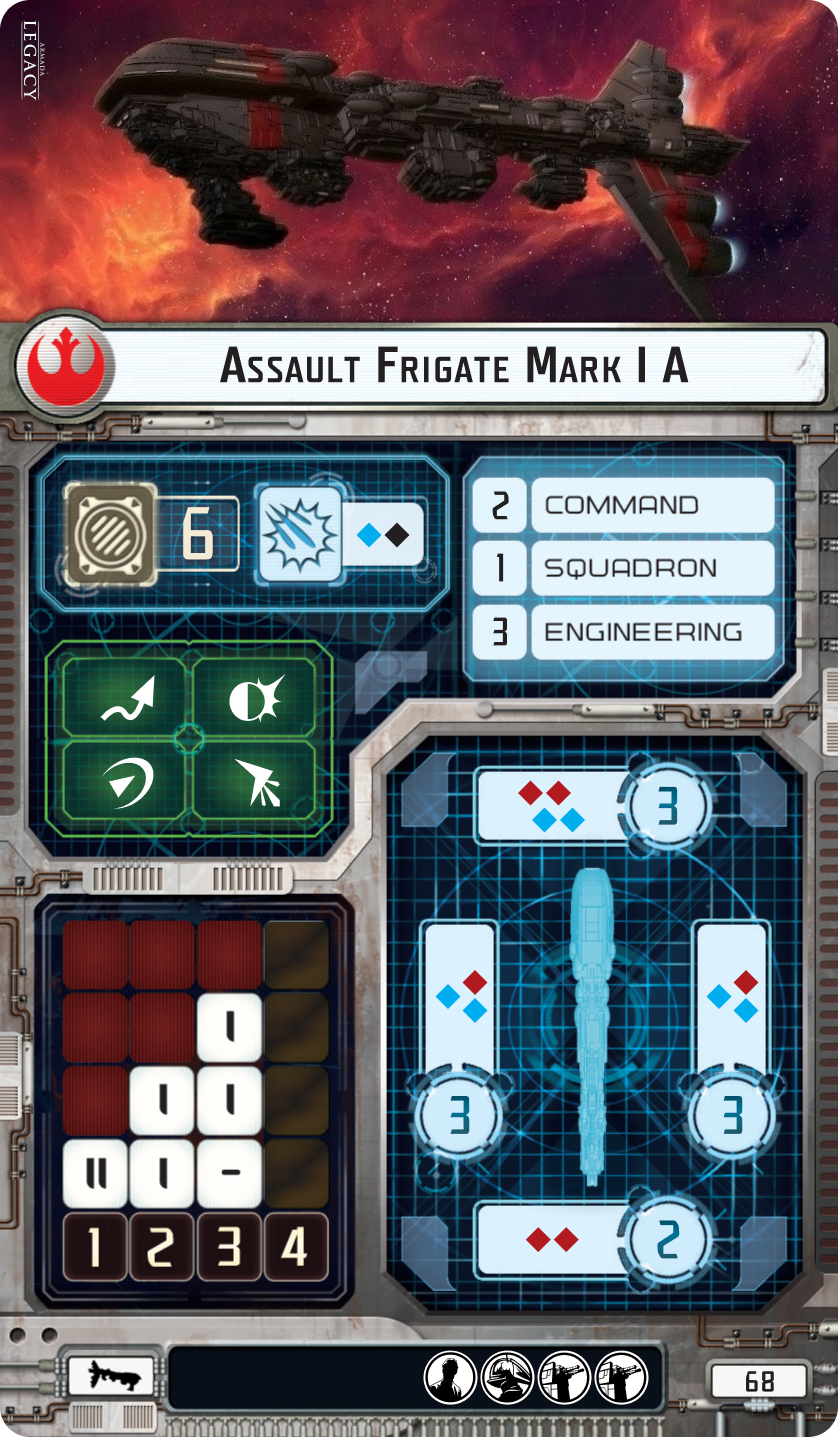 ARMADA
LEGACY
ASSAULT FRIGATE MARK I A
6
2 COMMAND
1 SQUADRON
3 ENGINEERING
3
3 3
2
I
I I
II I -
1 2 3 4
68